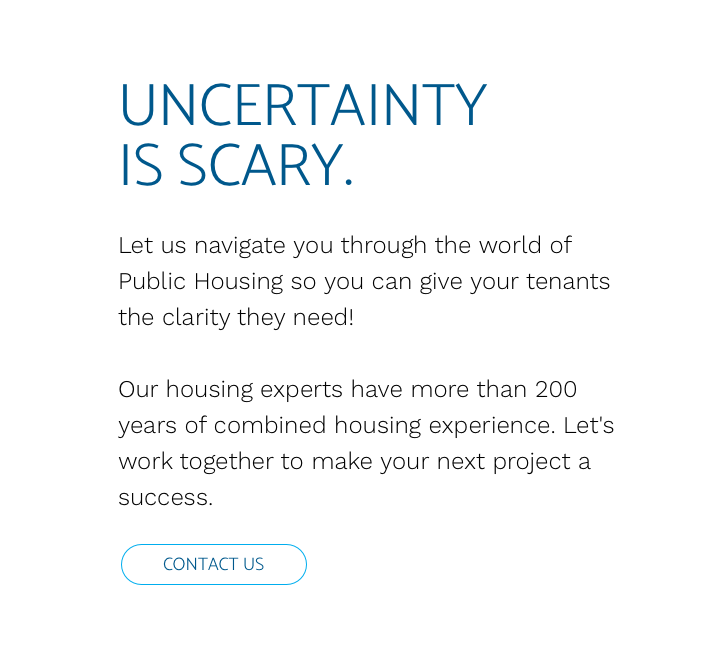 UNCERTAINTY
IS SCARY.
Let us navigate you through the world of
Public Housing so you can give your tenants
the clarity they need!
Our housing experts have more than 200
years of combined housing experience. Let's
work together to make your next project a
success.
CONTACT US